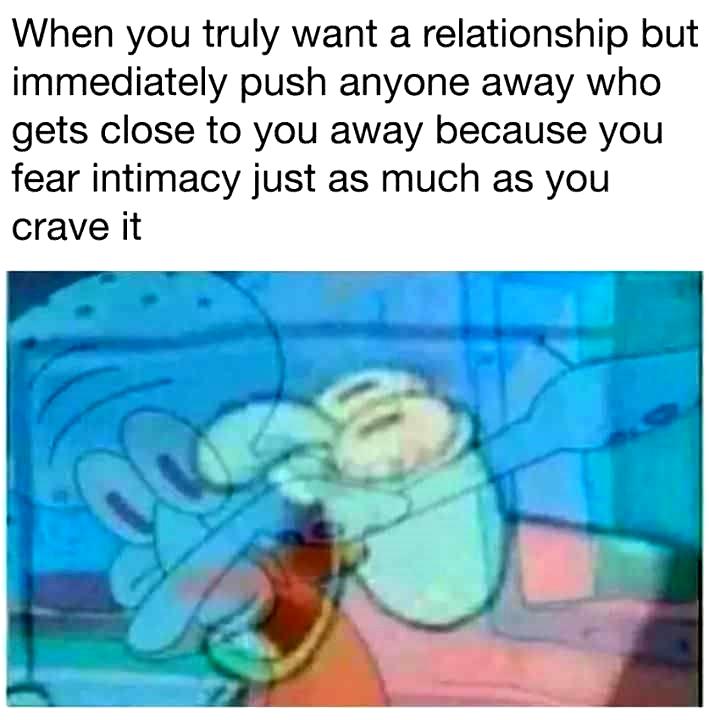 When you truly want a relationship but
immediately push anyone away who
gets close to you away because you
fear intimacy just as much as you
crave it